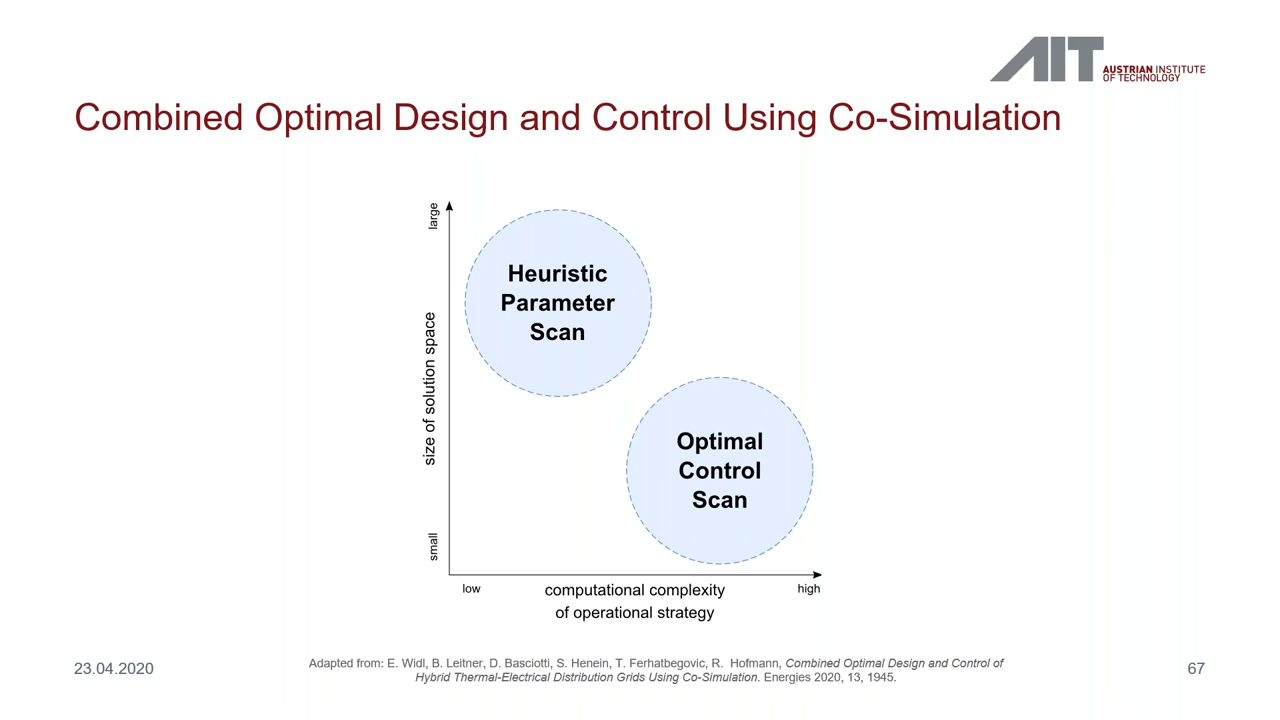 AIT AUSTRIAN INSTITUTE
OF TECHNOLOGY
Combined Optimal Design and Control Using Co-Simulation
large
size of solution space
small
Heuristic
Parameter
Scan
Optimal
Control
Scan
low
computational complexity
of operational strategy
high
23.04.2020
Adapted from: E. Widl, B. Leitner, D. Basciotti, S. Henein, T. Ferhatbegovic, R. Hofmann, Combined Optimal Design and Control of
Hybrid Thermal-Electrical Distribution Grids Using Co-Simulation. Energies 2020, 13, 1945.
67